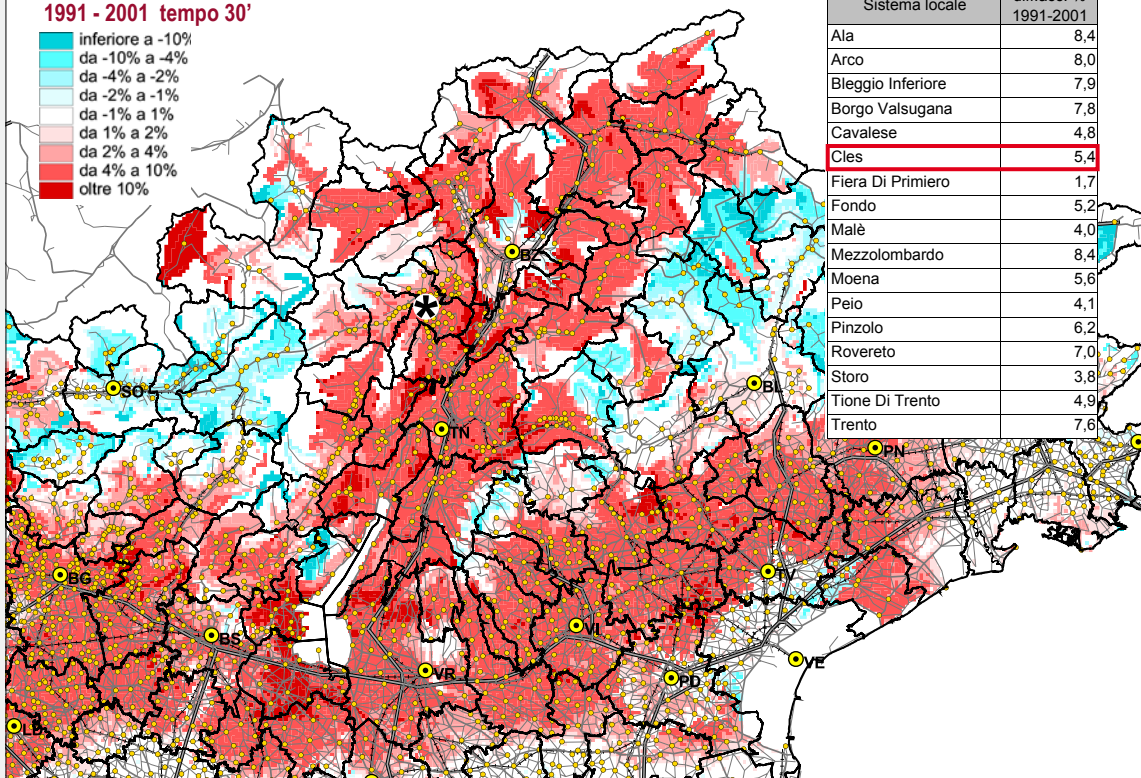 1991 - 2001 tempo 30’
inferiore a -10%
da -10% a -4%
da -4% a -2%
da -2% a -1%
da -1% a 1%
da 1% a 2%
da 2% a 4%
da 4% a 10%
oltre 10%
Sistema locale
1991-2001
Ala 8,4
Arco 8,0
Bleggio Inferiore 7,9
Borgo Valsugana 7,8
Cavalese 4,8
Cles 5,4
Fiera Di Primiero 1,7
Fondo 5,2
Malè 4,0
Mezzolombardo 8,4
Moena 5,6
Peio 4,1
Pinzolo 6,2
Rovereto 7,0
Storo 3,8
Tione Di Trento 4,9
Trento 7,6
BZ
*
SO
BL
TN
PN
BG
TV
BS
VI
VE
VR
PD
LO